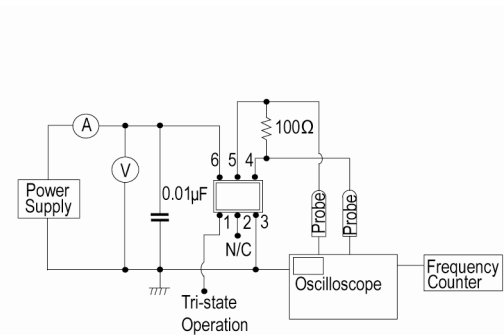 A
V
Power
Supply
0.01µF
6 5 4
100Ω
1 2 3
N/C
Tri-state
Operation
Probe
Probe
Oscilloscope
Frequency
Counter